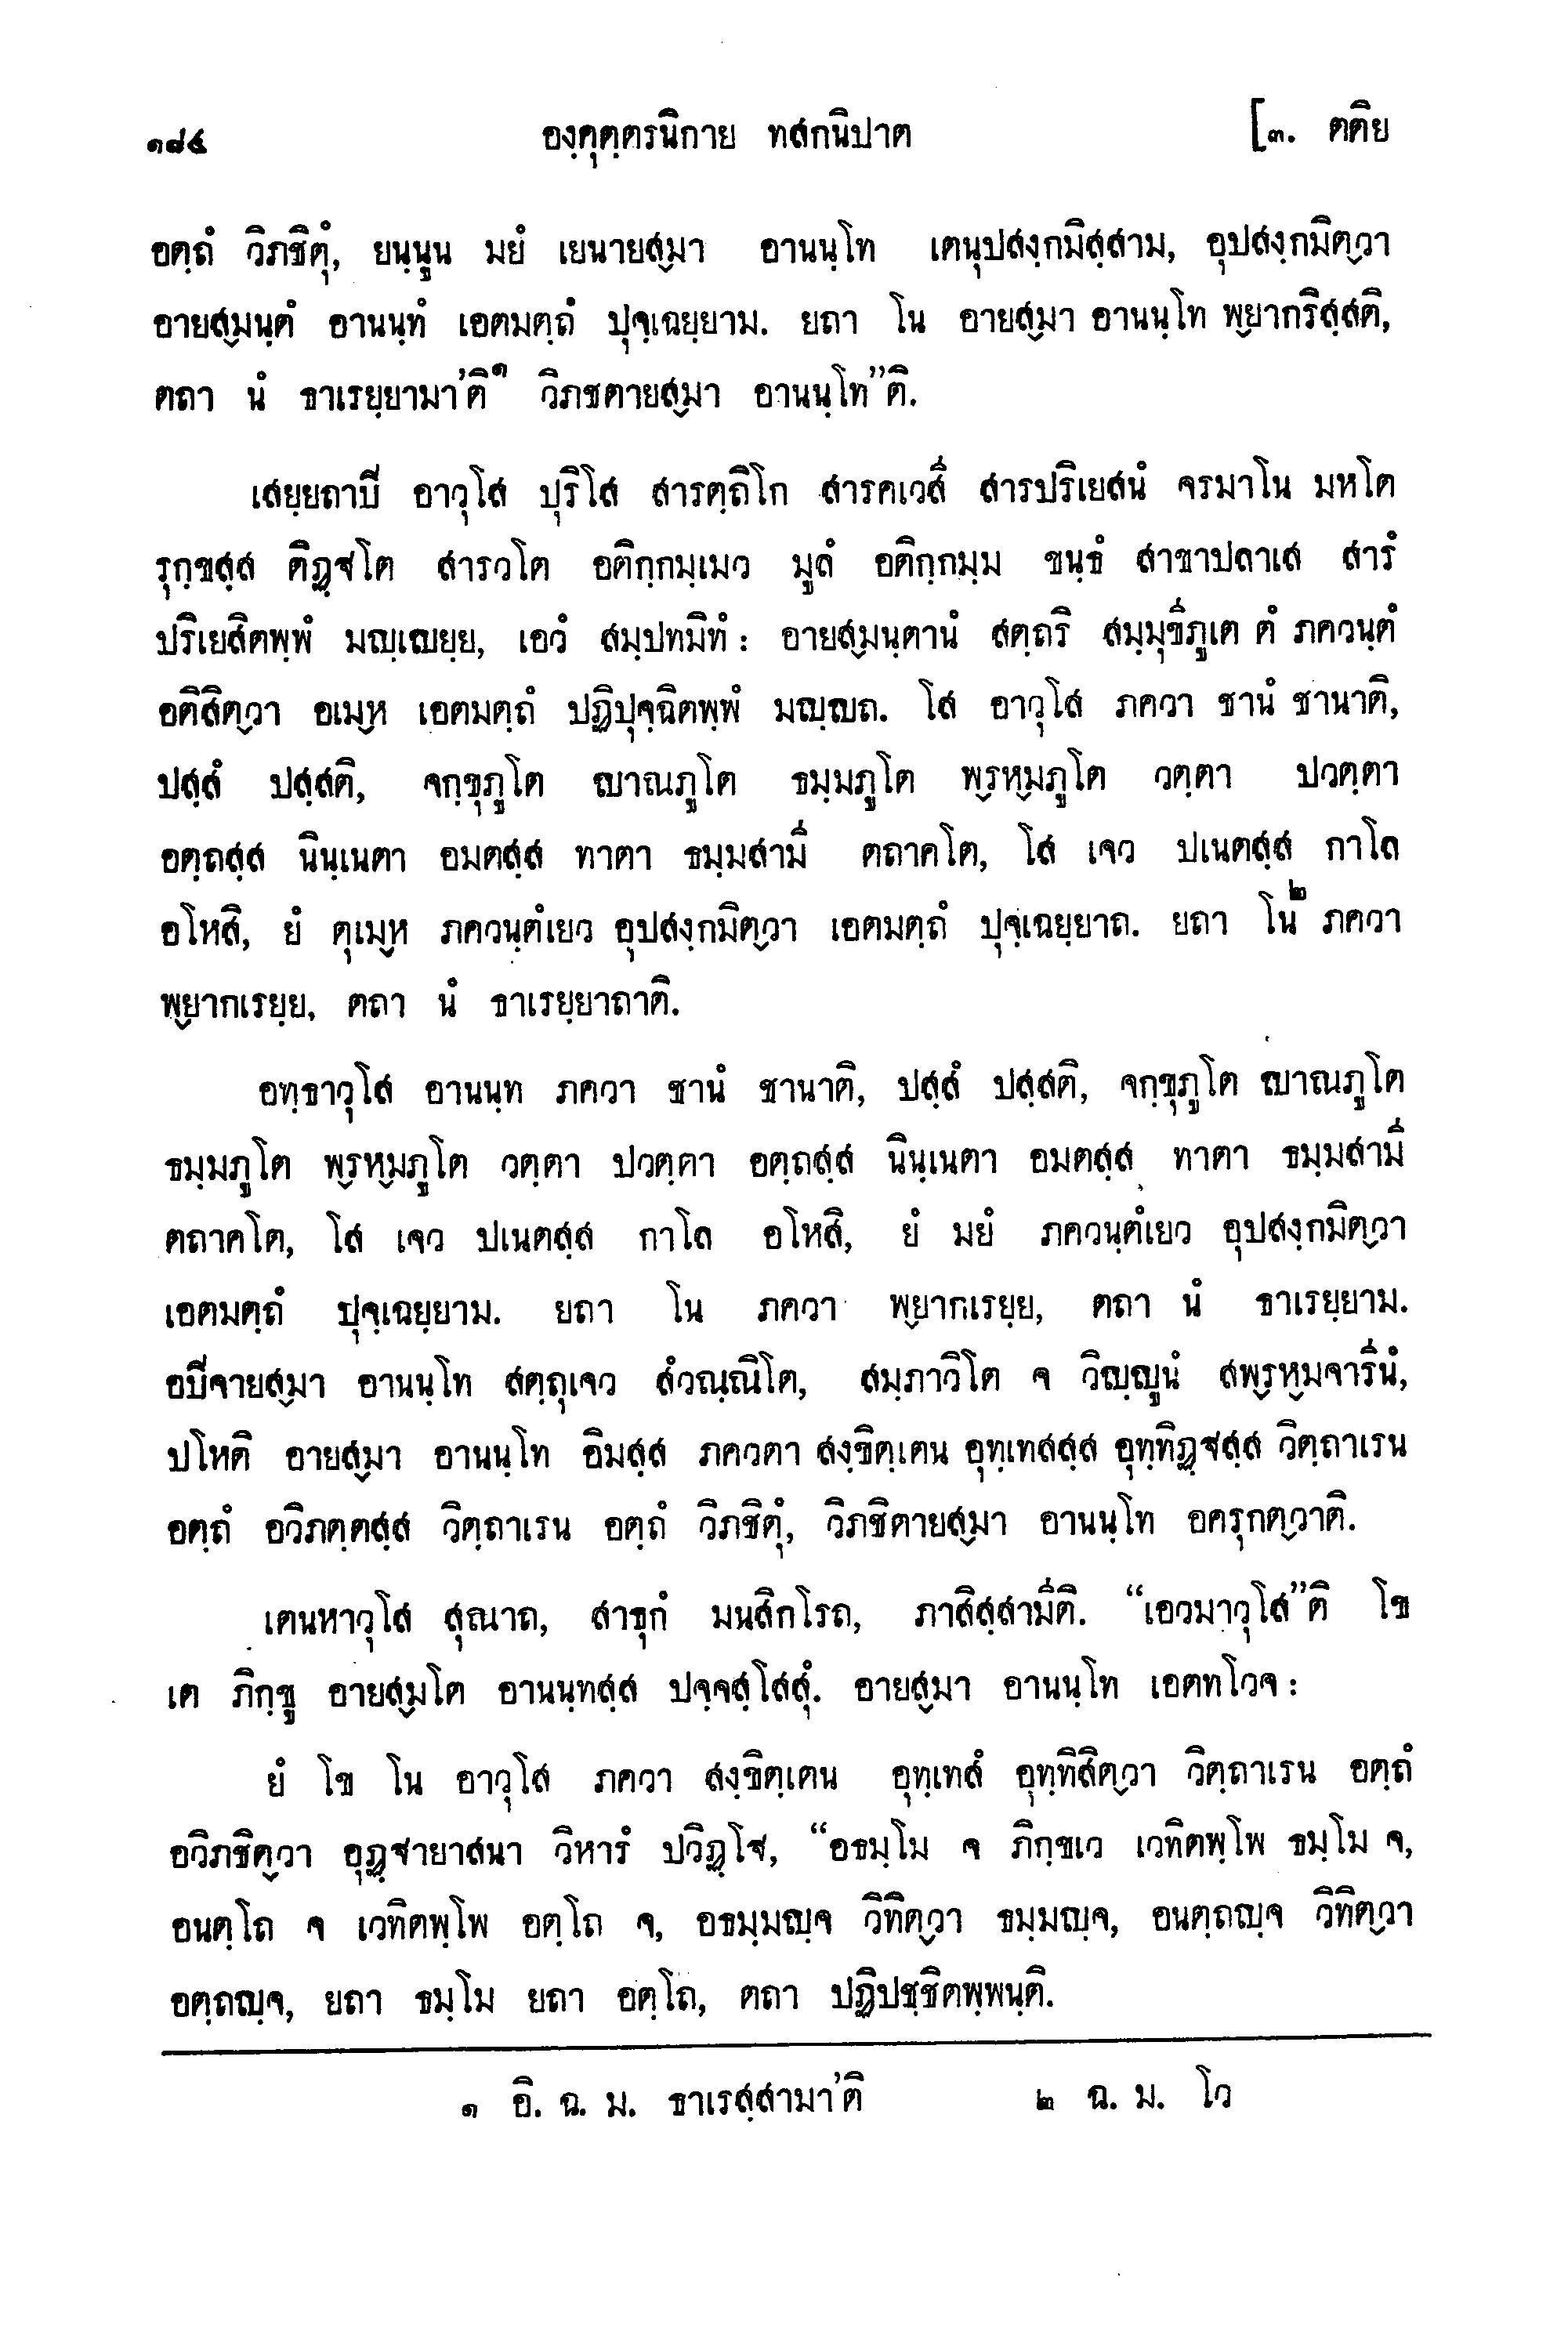 ๑๘๔ องฺคุตฺตรนิกาย ทสกนิปาต [๓. ตติย
อตฺถํ วิภชิตุํ, ยนฺนูน มยํ เยนายสฺมา อานนฺโท เตนุปสงฺกมิสฺสาม, อุปสงฺกมิตฺวา
อายสฺมนฺตํ อานนฺทํ เอตมตฺถํ ปุจฺเฉยฺยาม. ยถา โน อายสฺมา อานนฺโท พฺยากริสฺสติ,
ตถา นํ ธาเรยฺยามา’ติ๑ วิภชตายสฺมา อานนฺโท”ติ.
เสยฺยถาปิ อาวุโส ปุริโส สารตฺถิโก สารคเวสี สารปริเยสนํ จรมาโน มหโต
รุกฺขสฺส ติฏฺฐโต สารวโต อติกฺกมฺเมว มูลํ อติกฺกมฺม ขนฺธํ สาขาปลาเส สารํ
ปริเยสิตพฺพํ มญฺเญยฺย, เอวํ สมฺปทมิทํ : อายสฺมนฺตานํ สตฺถริ สมฺมุขีภูเต ตํ ภควนฺตํ
อติสิตฺวา อเมฺห เอตมตฺถํ ปฏิปุจฺฉิตพฺพํ มญฺญถ. โส อาวุโส ภควา ชานํ ชานาติ,
ปสฺสํ ปสฺสติ, จกฺขุภูโต ญาณภูโต ธมฺมภูโต พฺรหฺมภูโต วตฺตา ปวตฺตา
อตฺถสฺส นินฺเนตา อมตสฺส ทาตา ธมฺมสามี ตถาคโต, โส เจว ปเนตสฺส กาโล
อโหสิ, ยํ ตุเมฺห ภควนฺตํเยว อุปสงฺกมิตฺวา เอตมตฺถํ ปุจฺเฉยฺยาถ. ยถา โน๒ ภควา
พฺยากเรยฺย, ตถา นํ ธาเรยฺยาถาติ.
อทฺธาวุโส อานนฺท ภควา ชานํ ชานาติ, ปสฺสํ ปสฺสติ, จกฺขุภูโต ญาณภูโต
ธมฺมภูโต พฺรหฺมภูโต วตฺตา ปวตฺตา อตฺถสฺส นินฺเนตา อมตสฺส ทาตา ธมฺมสามี
ตถาคโต, โส เจว ปเนตสฺส กาโล อโหสิ, ยํ มยํ ภควนฺตํเยว อุปสงฺกมิตฺวา
เอตมตฺถํ ปุจฺเฉยฺยาม. ยถา โน ภควา พฺยากเรยฺย, ตถา นํ ธาเรยฺยาม.
อปิจายสฺมา อานนฺโท สตฺถุเจว สํวณฺณิโต, สมฺภาวิโต จ วิญฺญูนํ สพฺรหฺมจารีนํ,
ปโหติ อายสฺมา อานนฺโท อิมสฺส ภควตา สงฺขิตฺเตน อุทฺเทสสฺส อุทฺทิฏฺฐสฺส วิตฺถาเรน
อตฺถํ อวิภตฺตสฺส วิตฺถาเรน อตฺถํ วิภชิตุํ, วิภชิตายสฺมา อานนฺโท อครุกตฺวาติ.
เตนหาวุโส สุณาถ, สาธุกํ มนสิกโรถ, ภาสิสฺสามีติ. “เอวมาวุโส”ติ โข
เต ภิกฺขู อายสฺมโต อานนฺทสฺส ปจฺจสฺโสสุํ. อายสฺมา อานนฺโท เอตทโวจ :
ยํ โข โน อาวุโส ภควา สงฺขิตฺเตน อุทฺเทสํ อุทฺทิสิตฺวา วิตฺถาเรน อตฺถํ
อวิภชิตฺวา อุฏฺฐายาสนา วิหารํ ปวิฏฺโฐ, “อธมฺโม จ ภิกฺขเว เวทิตพฺโพ ธมฺโม จ,
อนตฺโถ จ เวทิตพฺโพ อตฺโถ จ, อธมฺมญฺจ วิทิตฺวา ธมฺมญฺจ, อนตฺถญฺจ วิทิตฺวา
อตฺถญฺจ, ยถา ธมฺโม ยถา อตฺโถ, ตถา ปฏิปชฺชิตพฺพนฺติ.
๑ อิ. ฉ. ม. ธาเรสฺสามา’ติ ๒ ฉ. ม. โว